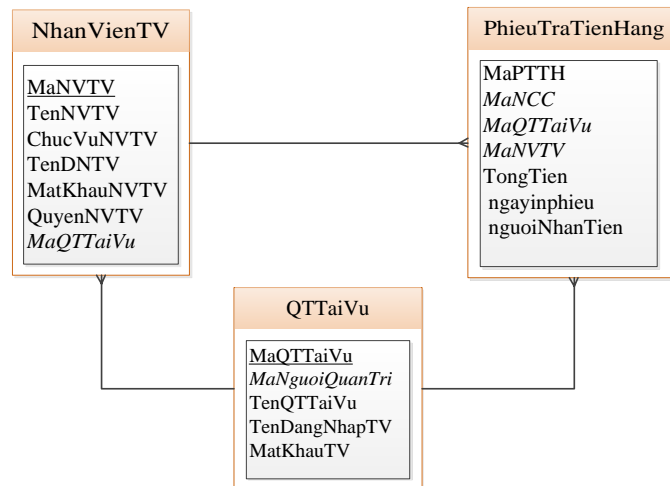 NhanVienTV
MaNVTV
TenNVTV
ChucVuNVTV
TenDNTV
MatKhauNVTV
QuyenNVTV
MaQTTaiVu
PhieuTraTienHang
MaPTTH
MaNCC
MaQTTaiVu
MaNVTV
TongTien
ngayinphieu
nguoiNhanTien
QTTaiVu
MaQTTaiVu
MaNguoiQuanTri
TenQTTaiVu
TenDangNhapTV
MatKhauTV